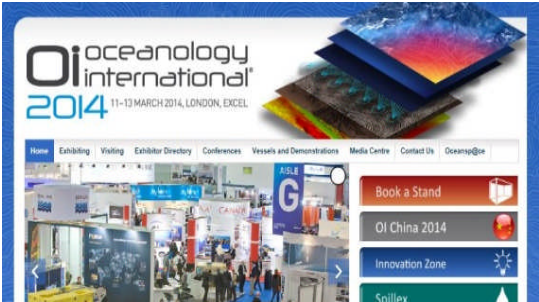 Oi oceanology
international®
2014 11-13 MARCH 2014, LONDON, EXCEL
Home Exhibiting Visiting Exhibitor Directory Conferences Vessels and Demonstrations Media Centre Contact Us Oceansp@ce
AISLE
G
Book a Stand
OI China 2014
Innovation Zone
Spillex